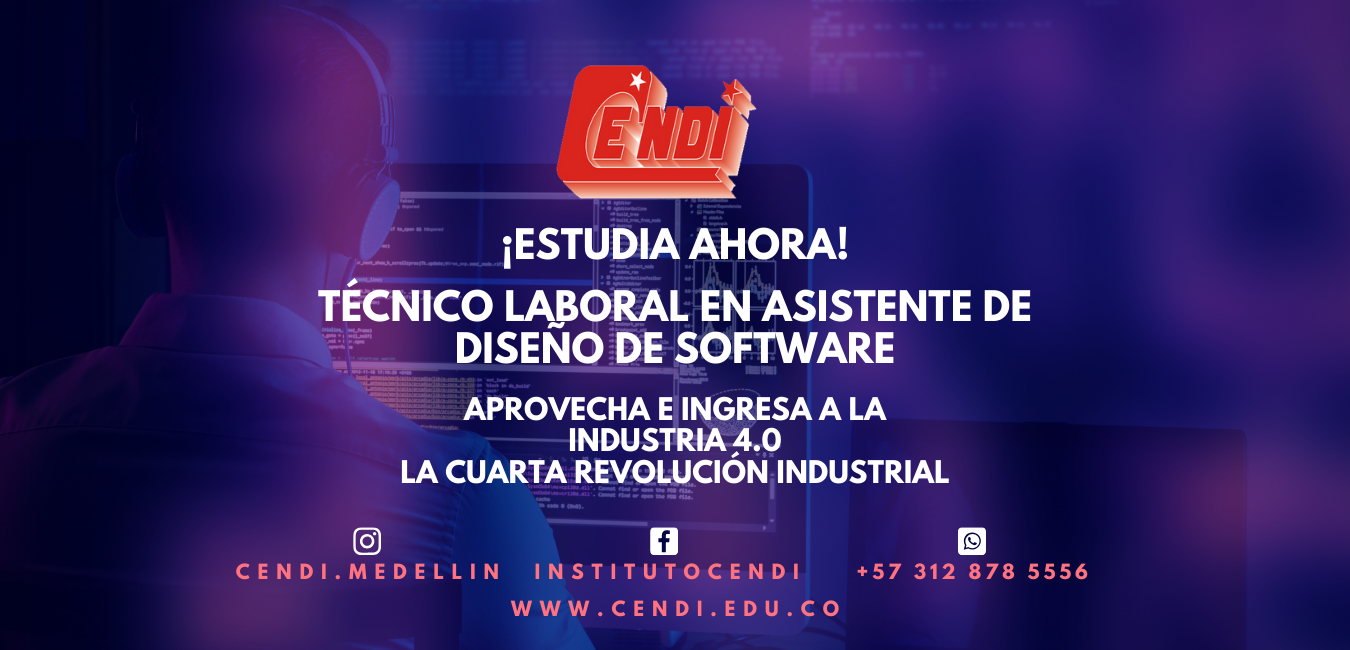 CENDI
¡ESTUDIA AHORA!
TÉCNICO LABORAL EN ASISTENTE DE
DISEÑO DE SOFTWARE
APROVECHA E INGRESA A LA
INDUSTRIA 4.0
LA CUARTA REVOLUCIÓN INDUSTRIAL
CENDI.MEDELLIN INSTITUTOCENDI +57 312 878 5556
WWW.CENDI.EDU.CO